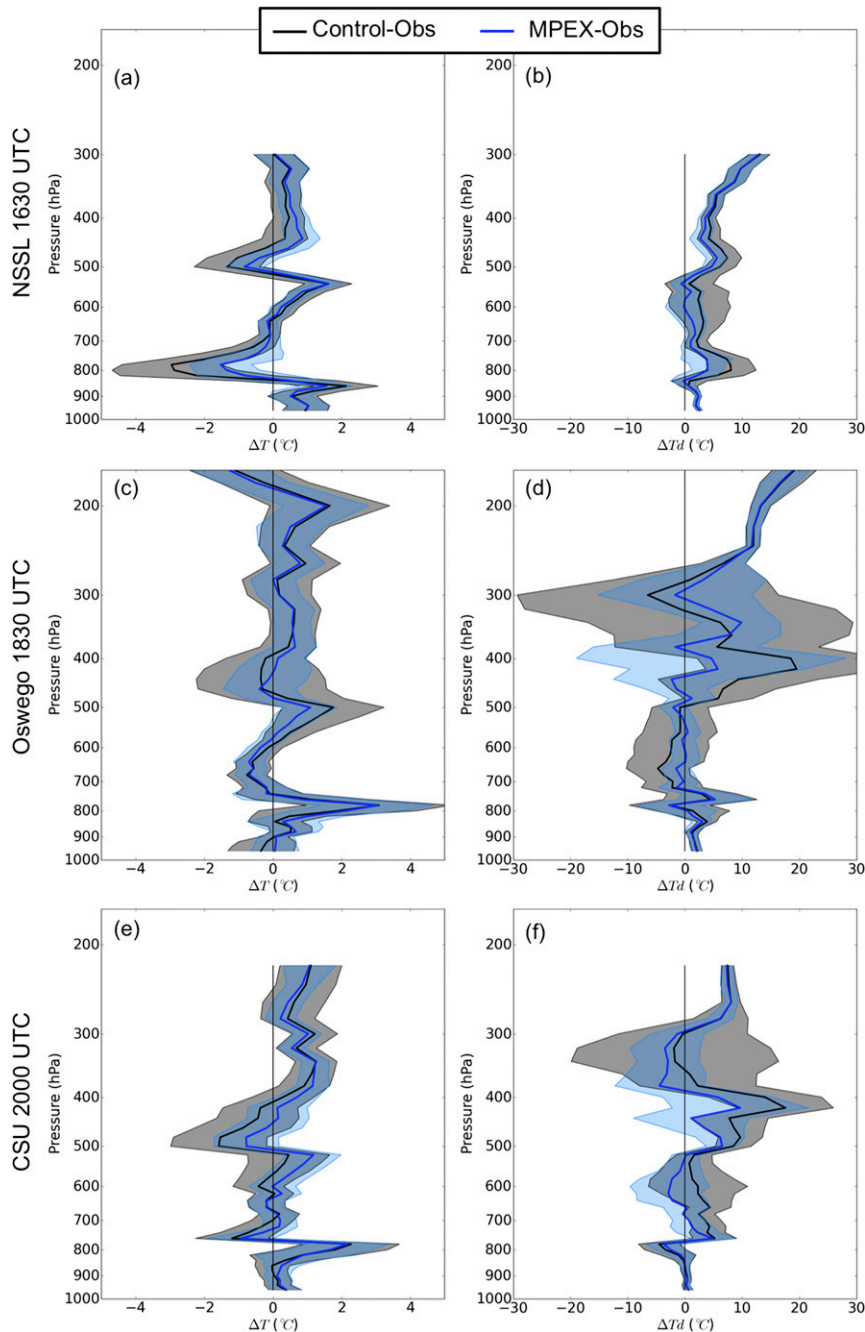 Control-Obs MPEX-Obs
NSSL 1630 UTC
(a)
Pressure (hPa)
200
300
400
500
600
700
800
900
1000
−4 −2 0 2 4
ΔT (°C)
(b)
Pressure (hPa)
200
300
400
500
600
700
800
900
1000
−30 −20 −10 0 10 20 30
ΔTd (°C)
Oswego 1830 UTC
(c)
Pressure (hPa)
200
300
400
500
600
700
800
900
1000
−4 −2 0 2 4
ΔT (°C)
(d)
Pressure (hPa)
200
300
400
500
600
700
800
900
1000
−30 −20 −10 0 10 20 30
ΔTd (°C)
CSU 2000 UTC
(e)
Pressure (hPa)
200
300
400
500
600
700
800
900
1000
−4 −2 0 2 4
ΔT (°C)
(f)
Pressure (hPa)
200
300
400
500
600
700
800
900
1000
−30 −20 −10 0 10 20 30
ΔTd (°C)